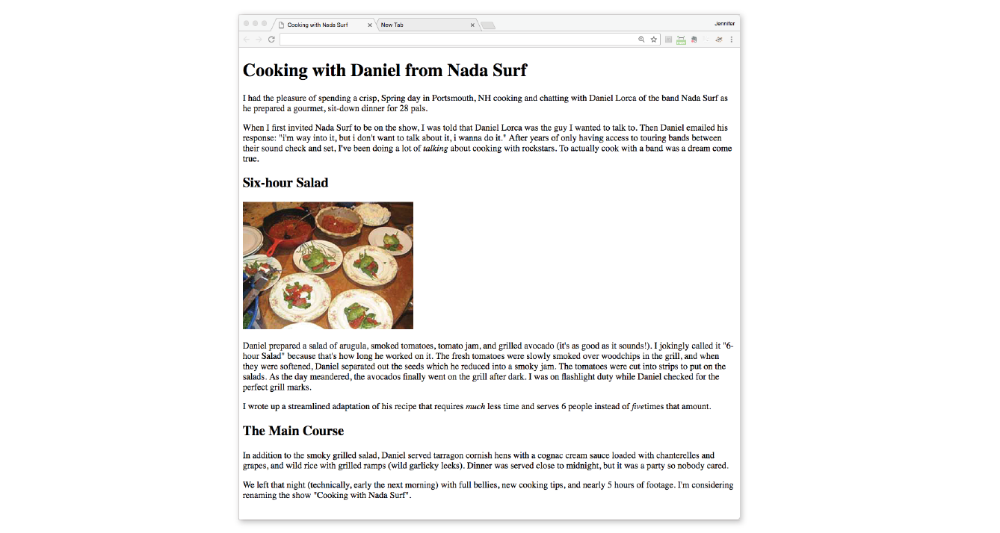 Cooking with Nada Surf
New Tab
Jennifer
Cooking with Daniel from Nada Surf
I had the pleasure of spending a crisp, Spring day in Portsmouth, NH cooking and chatting with Daniel Lorca of the band Nada Surf as
he prepared a gourmet, sit-down dinner for 28 pals.
When I first invited Nada Surf to be on the show, I was told that Daniel Lorca was the guy I wanted to talk to. Then Daniel emailed his
response: "i'm way into it, but i don't want to talk about it, i wanna do it." After years of only having access to touring bands between
their sound check and set, I've been doing a lot of talking about cooking with rockstars. To actually cook with a band was a dream come
true.
Six-hour Salad
Daniel prepared a salad of arugula, smoked tomatoes, tomato jam, and grilled avocado (it's as good as it sounds!). I jokingly called it "6-
hour Salad" because that's how long he worked on it. The fresh tomatoes were slowly smoked over woodchips in the grill, and when
they were softened, Daniel separated out the seeds which he reduced into a smoky jam. The tomatoes were cut into strips to put on the
salads. As the day meandered, the avocados finally went on the grill after dark. I was on flashlight duty while Daniel checked for the
perfect grill marks.
I wrote up a streamlined adaptation of his recipe that requires much less time and serves 6 people instead of fivetimes that amount.
The Main Course
In addition to the smoky grilled salad, Daniel served tarragon cornish hens with a cognac cream sauce loaded with chanterelles and
grapes, and wild rice with grilled ramps (wild garlicky leeks). Dinner was served close to midnight, but it was a party so nobody cared.
We left that night (technically, early the next morning) with full bellies, new cooking tips, and nearly 5 hours of footage. I'm considering
renaming the show "Cooking with Nada Surf".